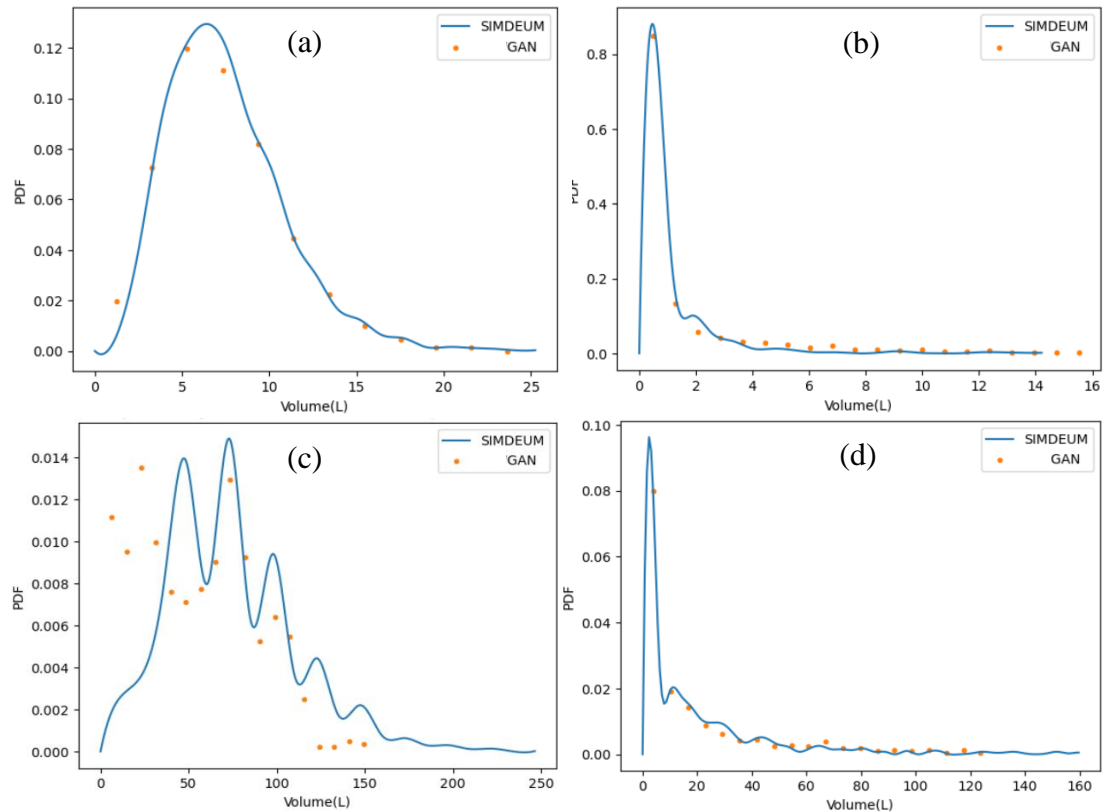 (a)
SIMDEUM
GAN
0.12
0.10
0.08
0.06
0.04
0.02
0.00
PDF
0 5 10 15 20 25
Volume(L)
(b)
SIMDEUM
GAN
0.8
0.6
0.4
0.2
0.0
PDF
0 2 4 6 8 10 12 14 16
Volume(L)
(c)
SIMDEUM
GAN
0.014
0.012
0.010
0.008
0.006
0.004
0.002
0.000
PDF
0 50 100 150 200 250
Volume(L)
(d)
SIMDEUM
GAN
0.10
0.08
0.06
0.04
0.02
0.00
PDF
0 20 40 60 80 100 120 140 160
Volume(L)